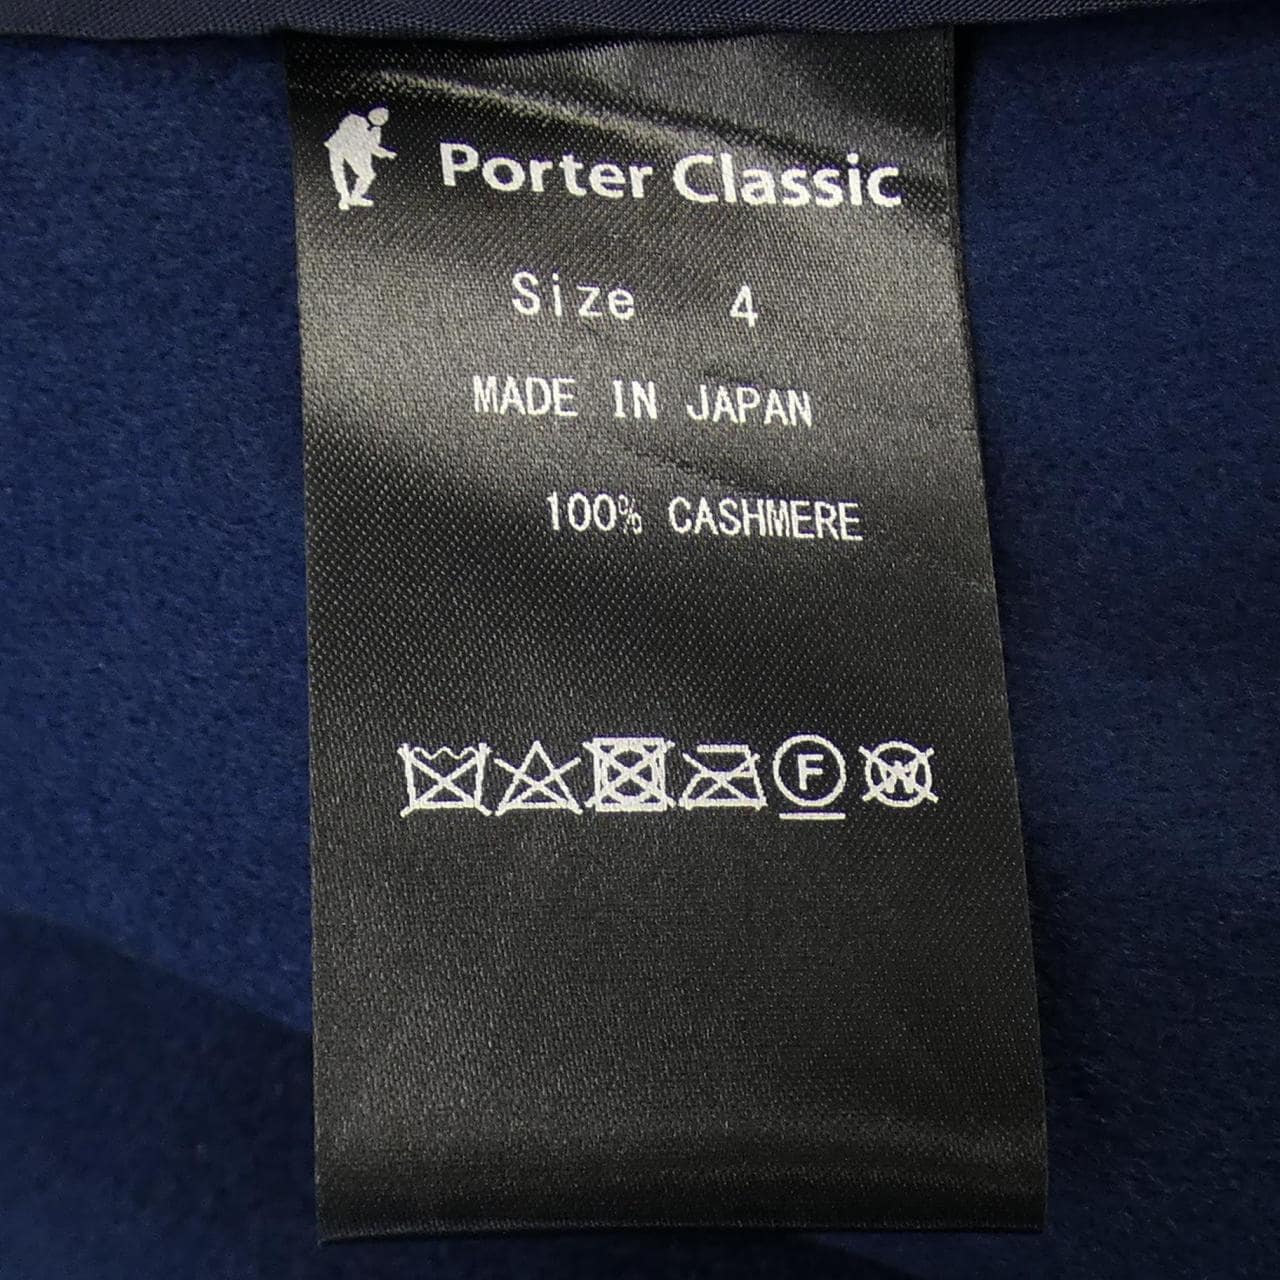 Porter Classic
Size 4
MADE IN JAPAN
100% CASHMERE
F W